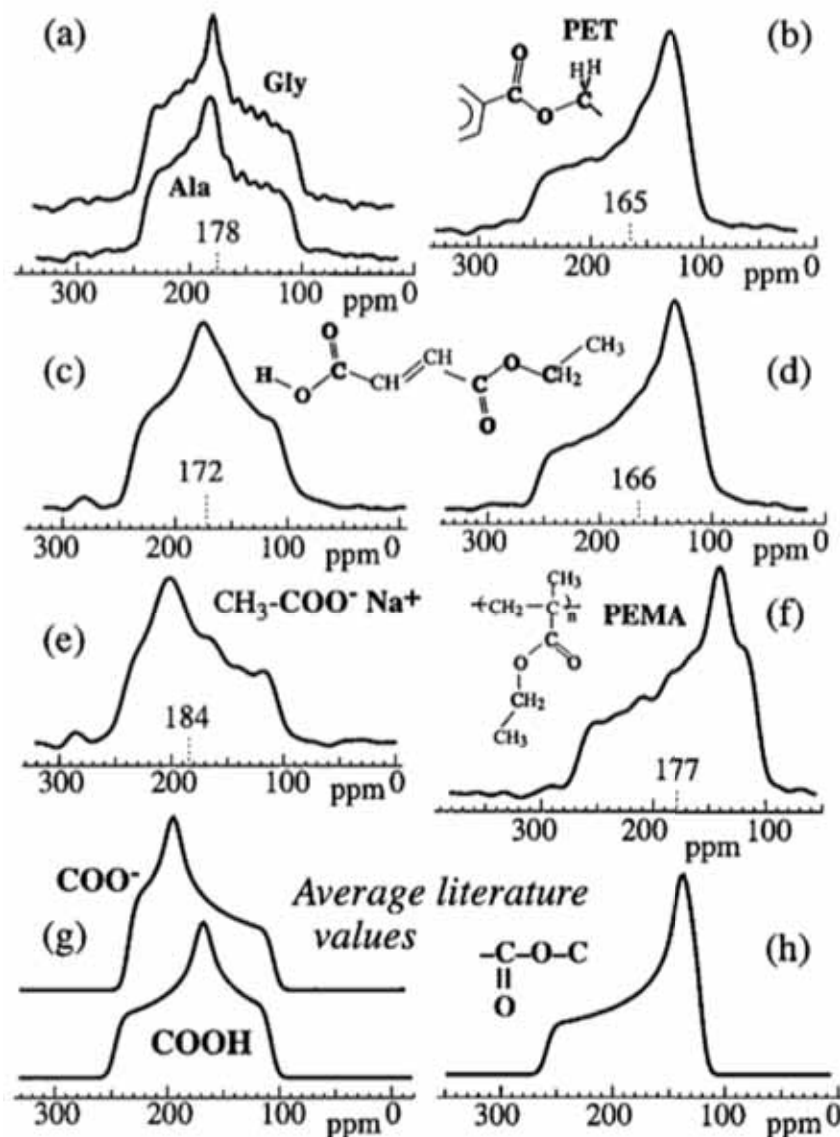 (a)
Gly
Ala
178
300 200 100 ppm 0
PET
(b)
O
C
O
H H
C
165
300 200 100 ppm 0
(c)
O
H
O
C
CH
CH
C
O
O
CH₂
CH₃
172
300 200 100 ppm 0
(d)
166
300 200 100 ppm 0
(e)
CH₃-COO⁻ Na⁺
184
300 200 100 ppm 0
CH₃
CH₂
C
n
PEMA
(f)
C
O
O
CH₂
CH₃
177
300 200 ppm 100
(g)
COO⁻
COOH
300 200 100 ppm 0
Average literature
values
(h)
-C-O-C
O
300 200 100 ppm 0